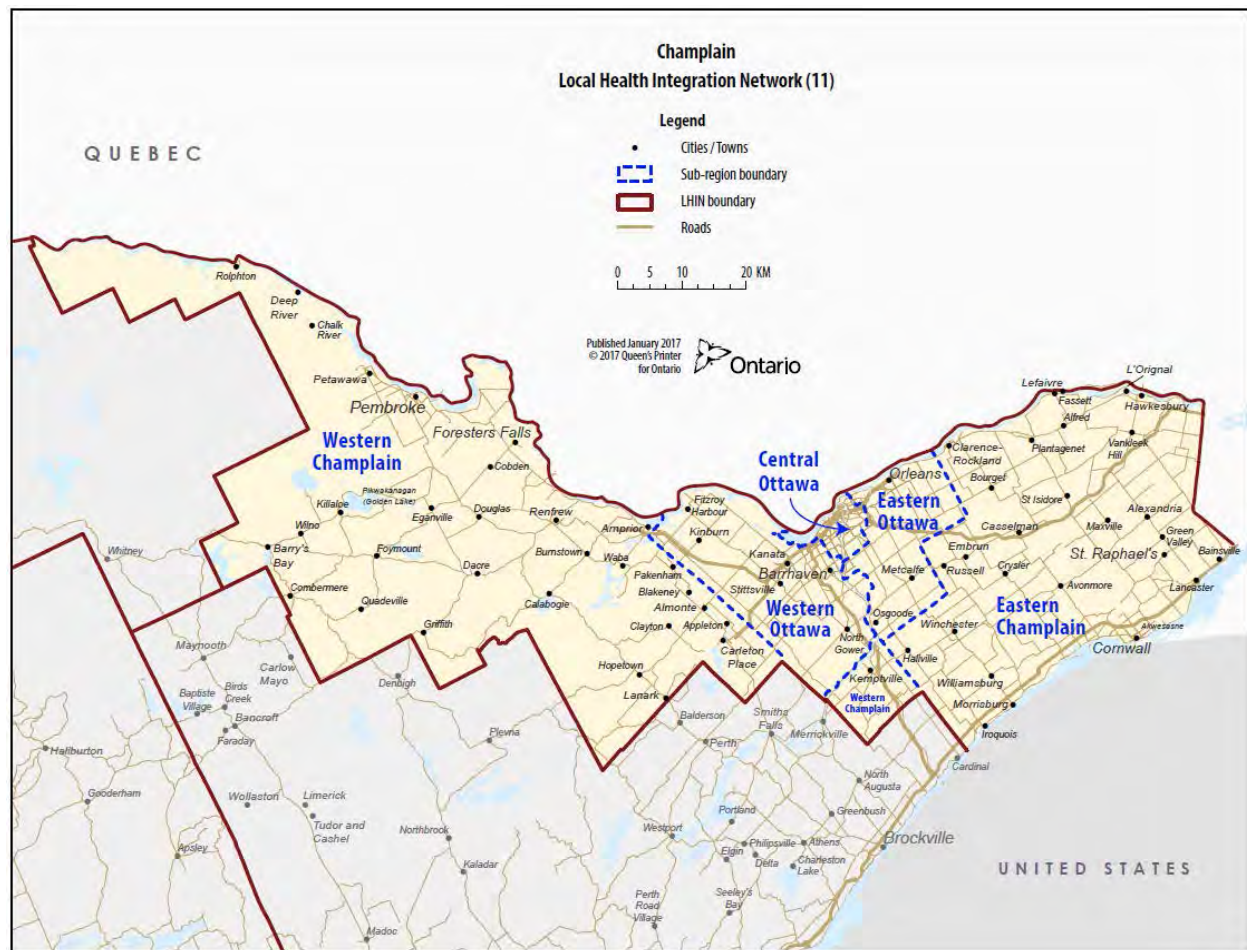 Champlain
Local Health Integration Network (11)
Legend
Cities / Towns
Sub-region boundary
LHIN boundary
Roads
0 5 10 20 KM
Published January 2017
© 2017 Queen's Printer
for Ontario
Ontario
QUEBEC
Rolphton
Deep
River
Chalk
River
Petawawa
Pembroke
Foresters Falls
Western
Champlain
Cobden
Pikwakanagan
(Golden Lake)
Killaloe
Eganville
Douglas
Renfrew
Wilno
Barry's
Bay
Foymount
Dacre
Burnstown
Waba
Arnprior
Combermere
Quadeville
Griffith
Calabogie
Fitzroy
Harbour
Kinburn
Pakenham
Blakeney
Almonte
Clayton
Appleton
Carleton
Place
Hopetown
Lanark
Central
Ottawa
Kanata
Barrhaven
Stittsville
Western
Ottawa
North
Gower
Kemptville
Western
Champlain
Orleans
Eastern
Ottawa
Metcalfe
Osgoode
Hallville
Lefaivre
Fassett
Alfred
L'Orignal
Hawkesbury
Clarence-
Rockland
Plantagenet
Vankleek
Hill
Bourget
St Isidore
Casselman
Maxville
Alexandria
Green
Valley
St. Raphael's
Bainsville
Embrun
Russell
Crysler
Avonmore
Lancaster
Eastern
Champlain
Winchester
Akwesasne
Cornwall
Williamsburg
Morrisburg
Iroquois
Cardinal
Whitney
Maynooth
Carlow
Mayo
Baptiste
Village
Birds
Creek
Bancroft
Faraday
Denbigh
Plevna
Haliburton
Gooderham
Wollaston
Limerick
Tudor and
Cashel
Apsley
Northbrook
Kaladar
Madoc
Balderson
Perth
Smiths
Falls
Merrickville
North
Augusta
Portland
Greenbush
Westport
Philipsville
Athens
Elgin
Delta
Charleston
Lake
Brockville
Perth
Road
Village
Seeley's
Bay
UNITED STATES